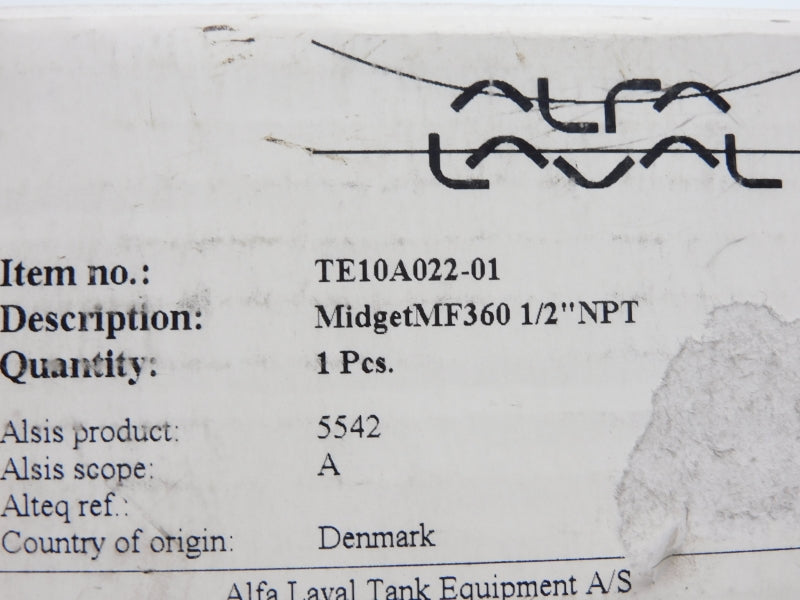 ALFA
LAVAL
Item no.: TE10A022-01
Description: MidgetMF360 1/2"NPT
Quantity: 1 Pcs.
Alsis product: 5542
Alsis scope: A
Alteq ref.:
Country of origin: Denmark
Alfa Laval Tank Equipment A/S